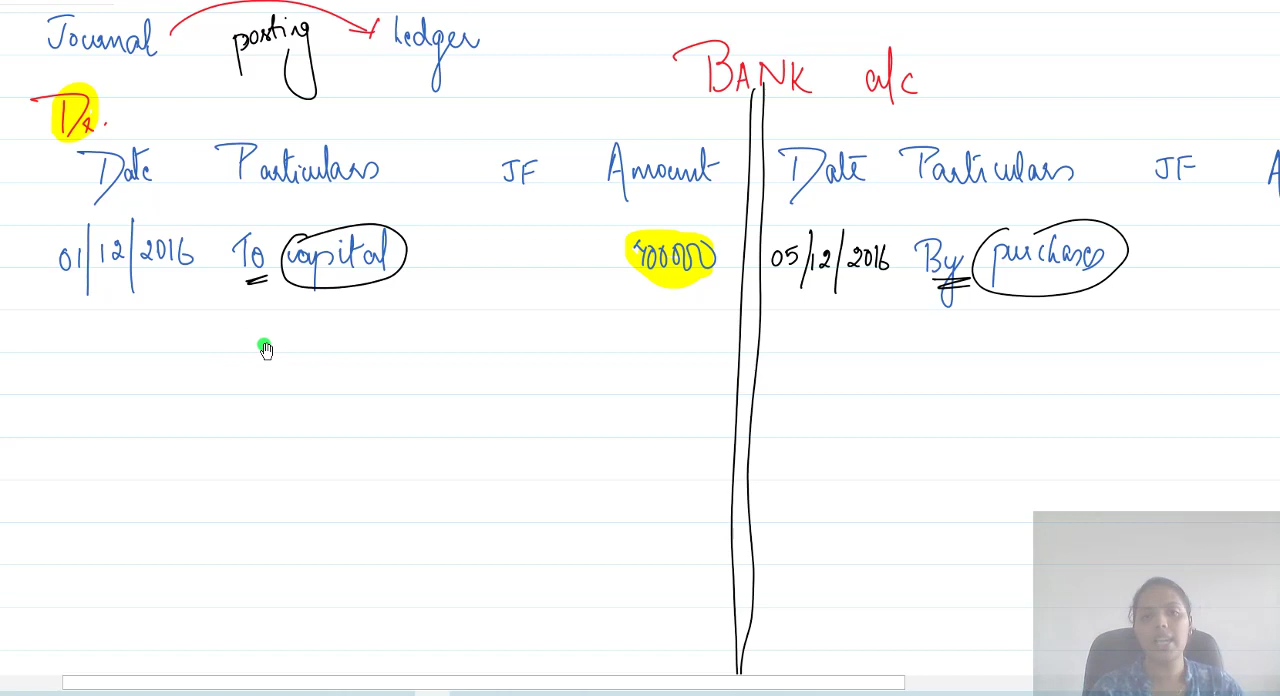 Journal posting Ledger
BANK a/c
Dr.
Date Particulars JF Amount Date Particulars JF A
01/12/2016 To capital 400000 05/12/2016 By purchases